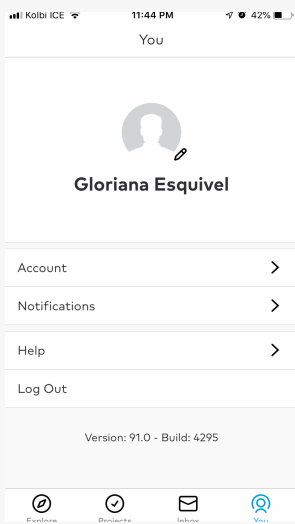 Kolbi ICE 11:44 PM 42%
You
Gloriana Esquivel
Account
Notifications
Help
Log Out
Version: 91.0 - Build: 4295
Explore Projects Inbox You